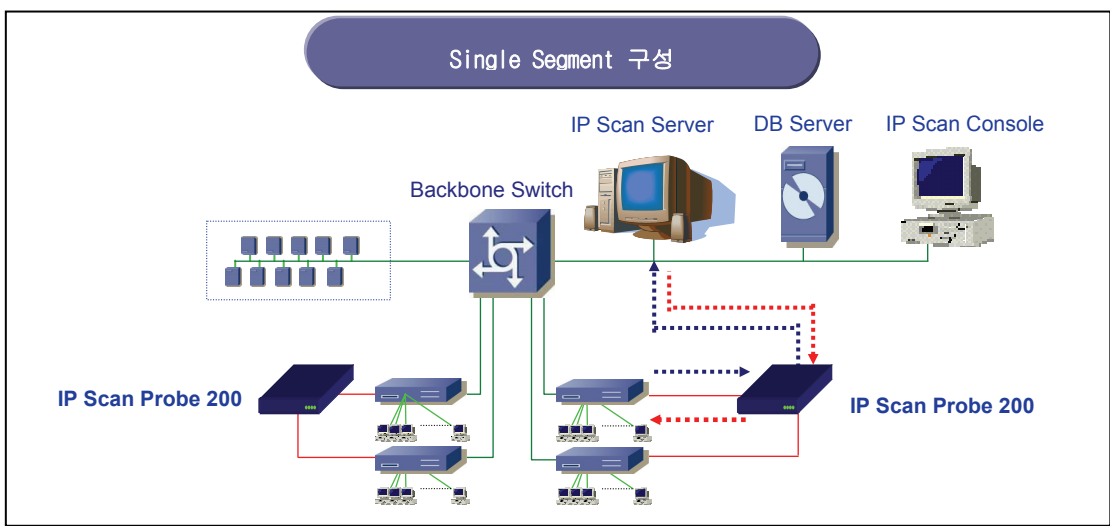 Single Segment 구성
IP Scan Server
DB Server
IP Scan Console
Backbone Switch
IP Scan Probe 200
IP Scan Probe 200